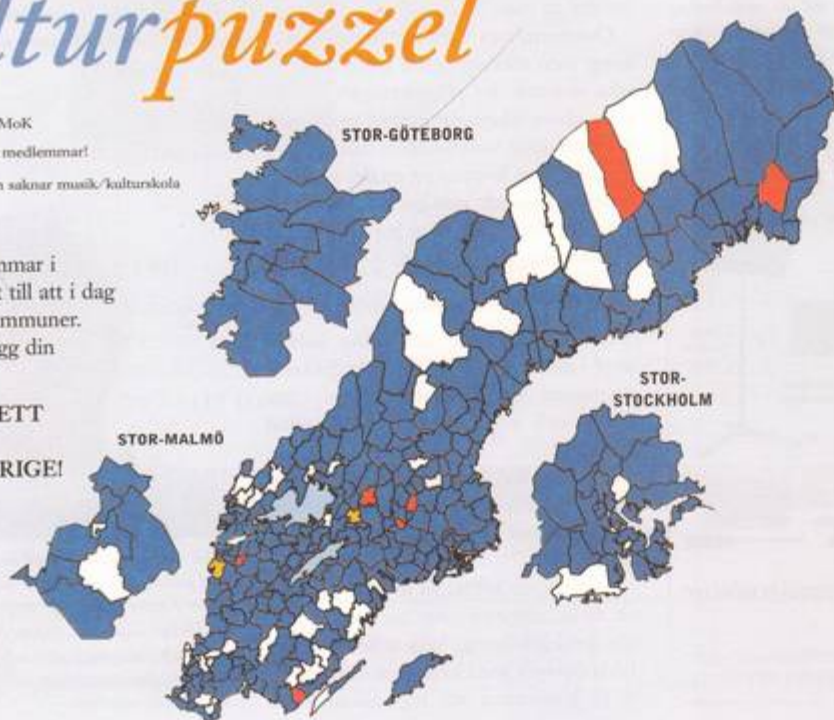 lturpuzzel
MoK
medlemmar!
saknar musik/kulturskola
mmar i
till att i dag
mmuner.
gg din
ETT
RIGE!
STOR-GÖTEBORG
STOR-MALMÖ
STOR-
STOCKHOLM